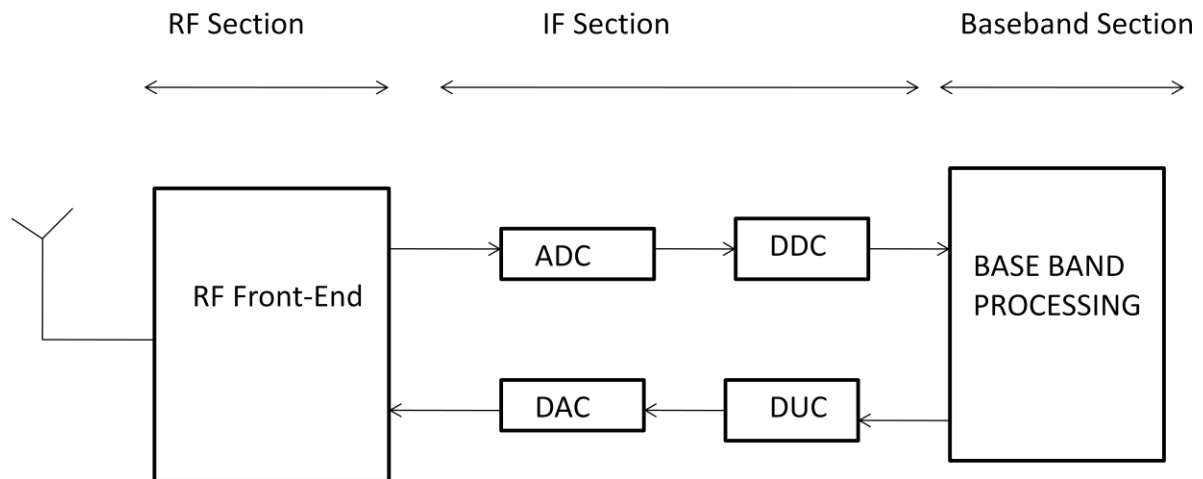 RF Section
IF Section
Baseband Section
RF Front-End
ADC
DDC
BASE BAND
PROCESSING
DAC
DUC